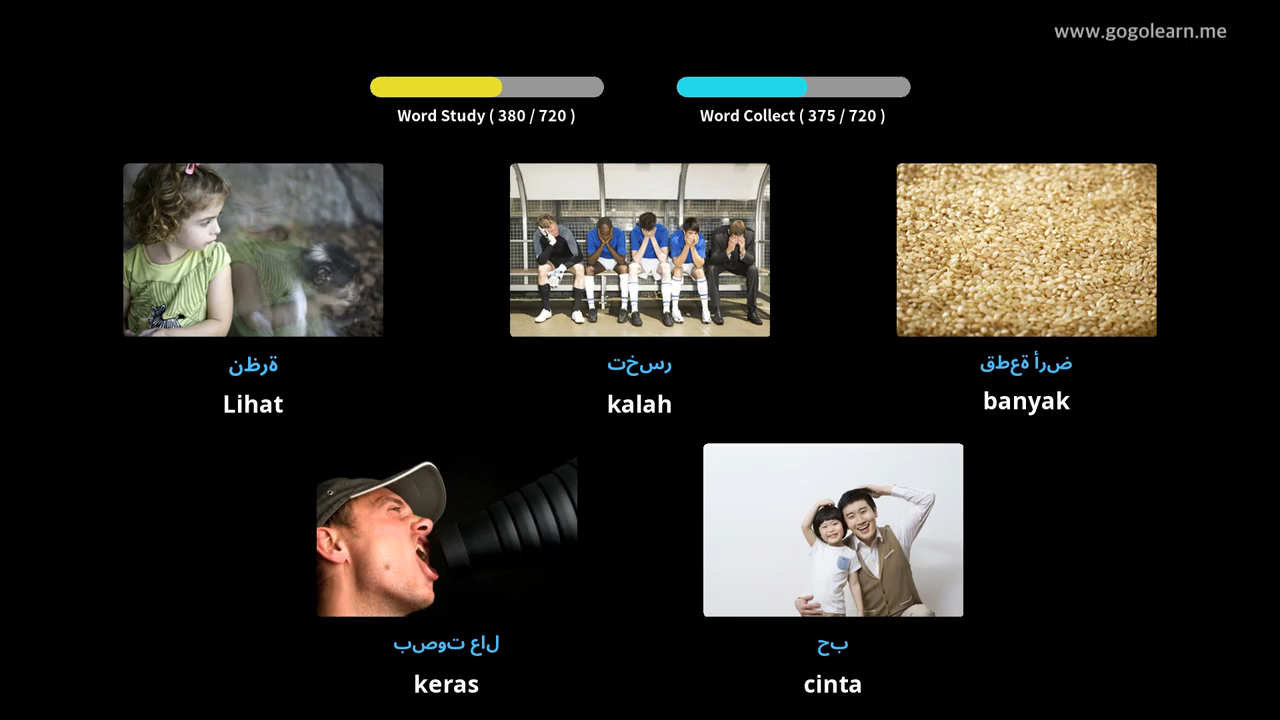 www.gogolearn.me
Word Study ( 380 / 720 )
Word Collect ( 375 / 720 )
ةرظن
رسخت
ضرأ ةعطق
Lihat
kalah
banyak
لاع توصب
بح
keras
cinta